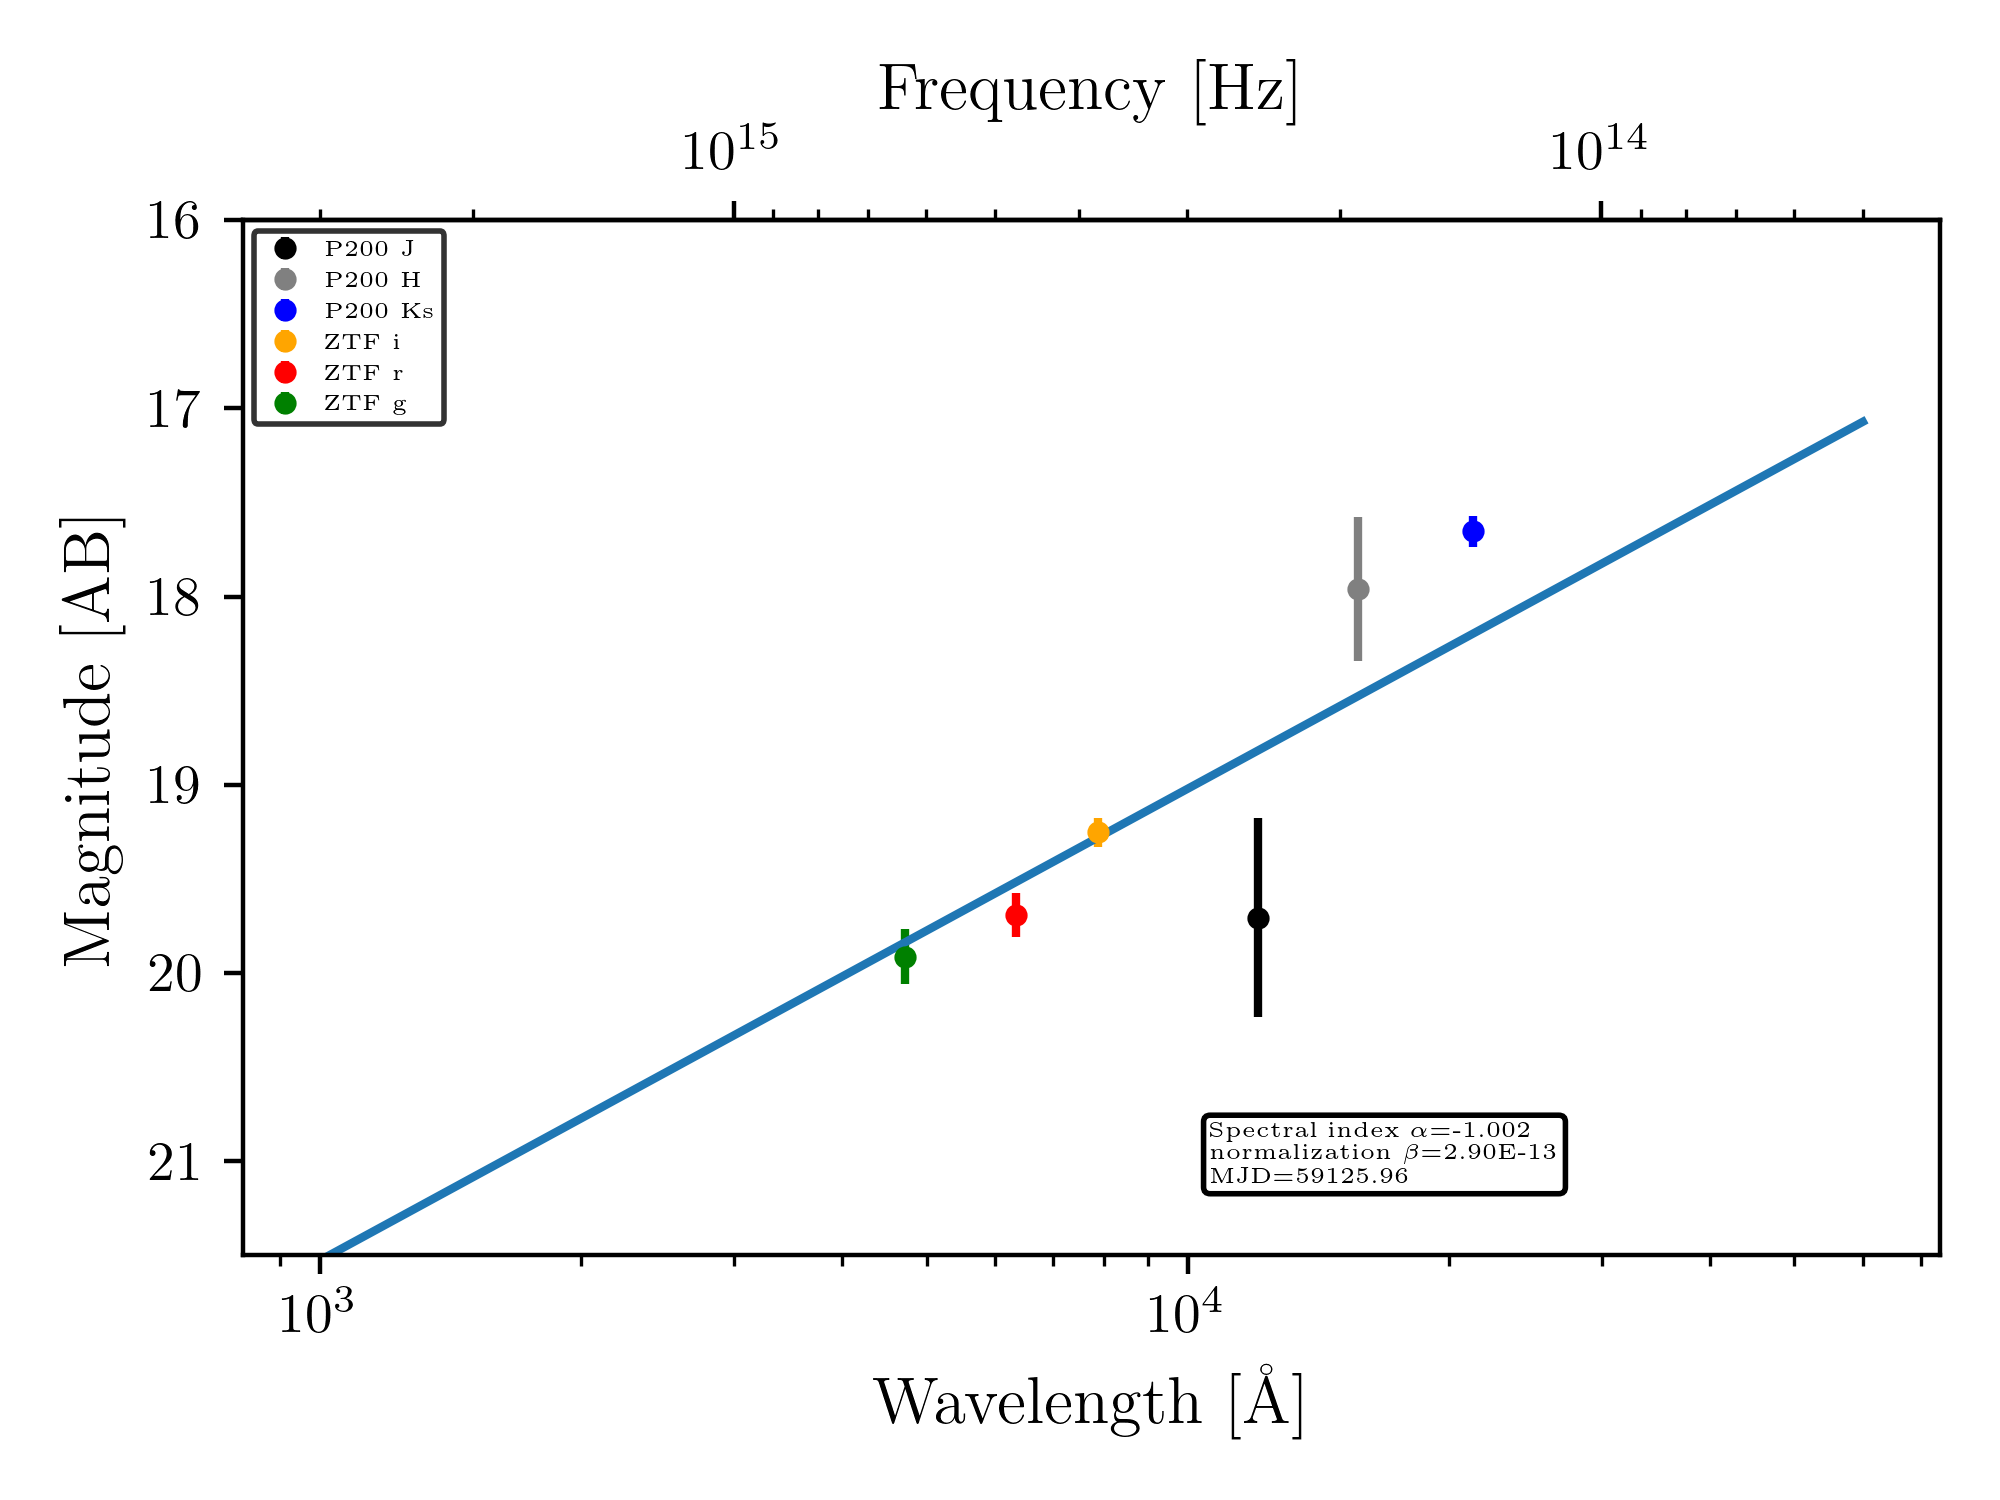 Frequency [Hz]
10^15 10^14
16
17
18
19
20
21
Magnitude [AB]
P200 J
P200 H
P200 Ks
ZTF i
ZTF r
ZTF g
Spectral index α=-1.002
normalization β=2.90E-13
MJD=59125.96
10^3 10^4
Wavelength [Å]